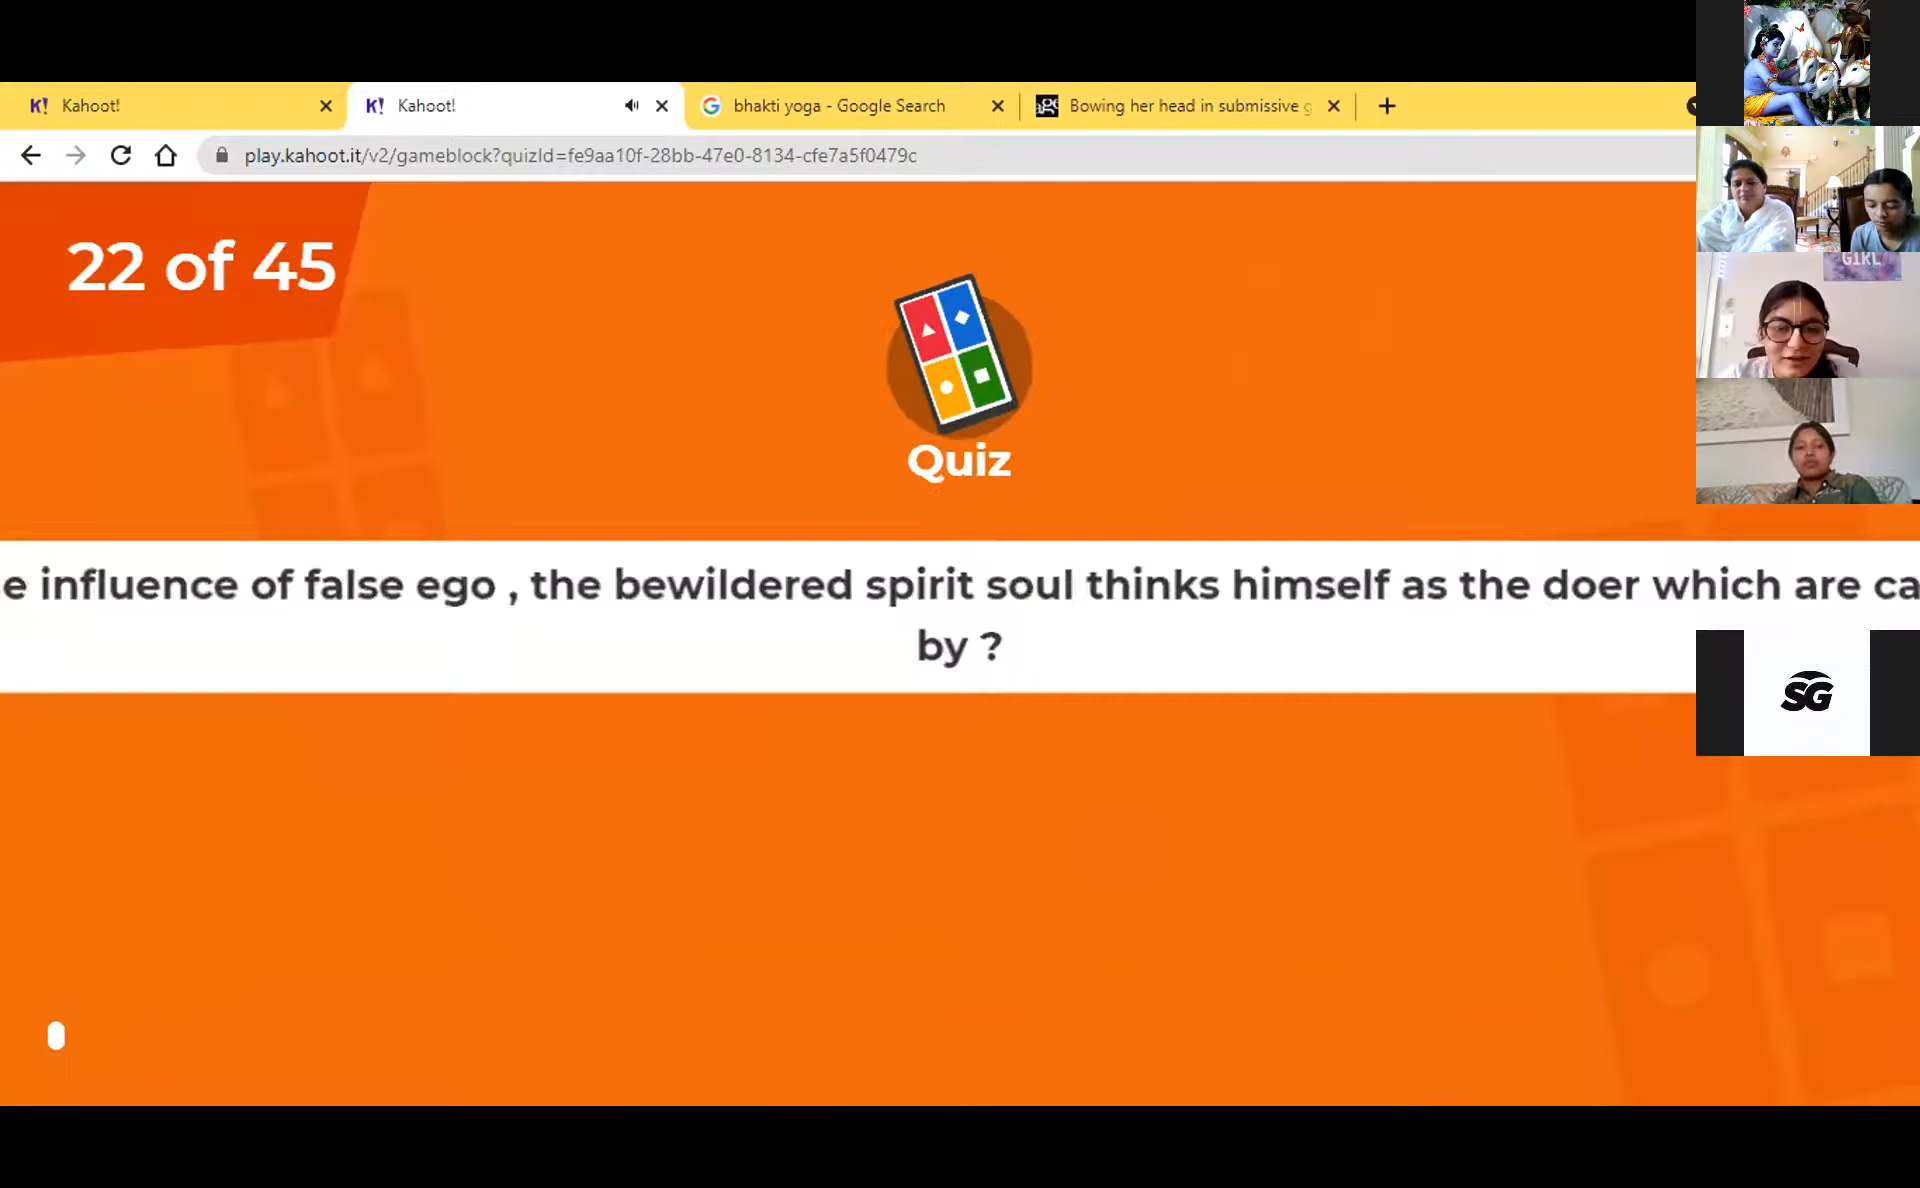 Kahoot!
Kahoot!
bhakti yoga - Google Search
Bowing her head in submissive
play.kahoot.it/v2/gameblock?quizId=fe9aa10f-28bb-47e0-8134-cfe7a5f0479c
22 of 45
Quiz
e influence of false ego , the bewildered spirit soul thinks himself as the doer which are ca
by ?
GIRL
SG